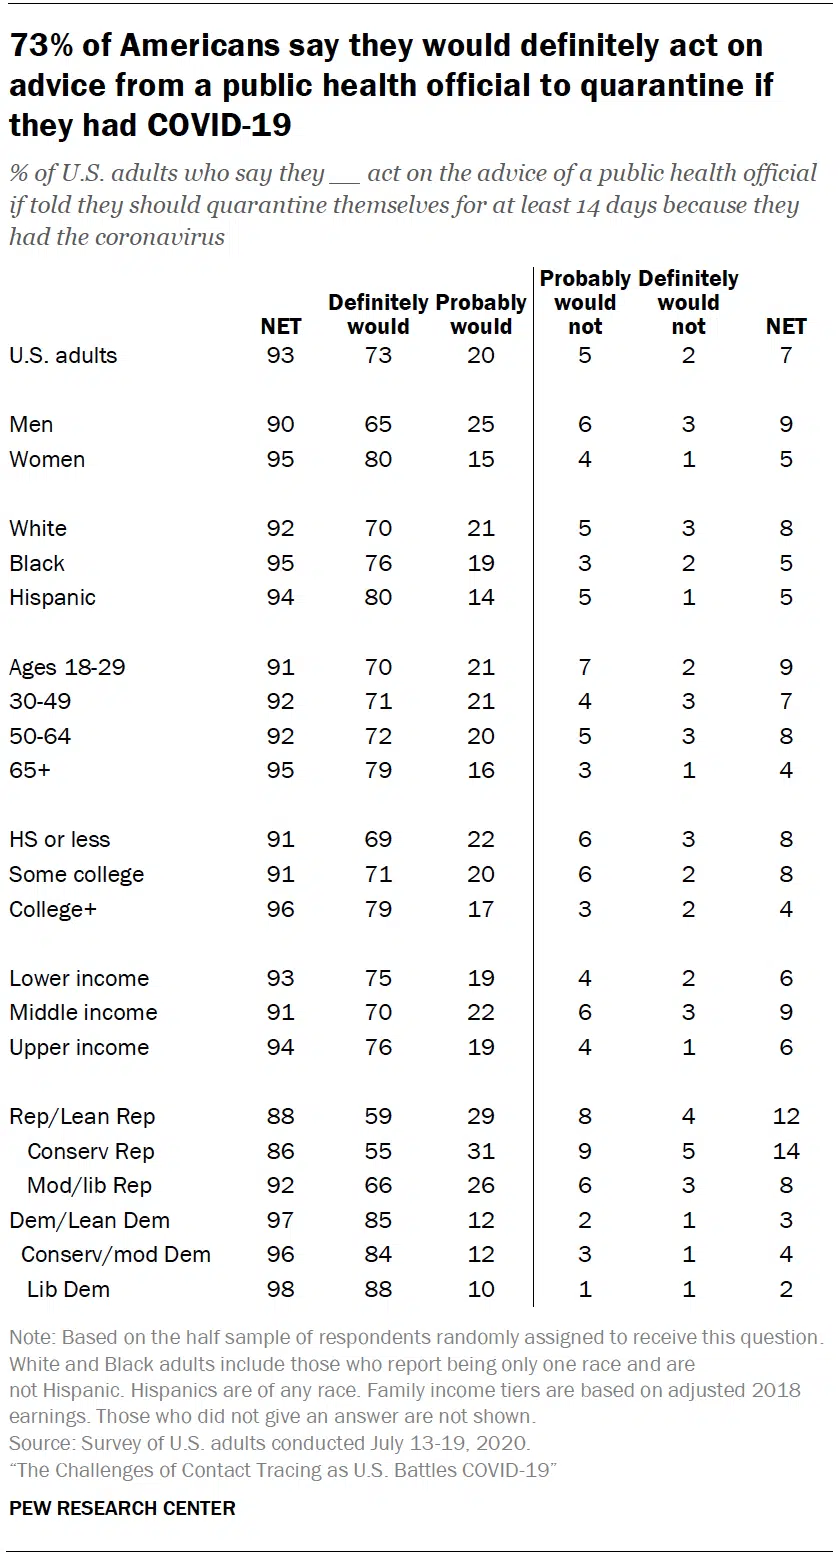 73% of Americans say they would definitely act on
advice from a public health official to quarantine if
they had COVID-19
% of U.S. adults who say they __ act on the advice of a public health official
if told they should quarantine themselves for at least 14 days because they
had the coronavirus
NET Definitely would Probably would Probably would not Definitely would not NET
U.S. adults 93 73 20 5 2 7
Men 90 65 25 6 3 9
Women 95 80 15 4 1 5
White 92 70 21 5 3 8
Black 95 76 19 3 2 5
Hispanic 94 80 14 5 1 5
Ages 18-29 91 70 21 7 2 9
30-49 92 71 21 4 3 7
50-64 92 72 20 5 3 8
65+ 95 79 16 3 1 4
HS or less 91 69 22 6 3 8
Some college 91 71 20 6 2 8
College+ 96 79 17 3 2 4
Lower income 93 75 19 4 2 6
Middle income 91 70 22 6 3 9
Upper income 94 76 19 4 1 6
Rep/Lean Rep 88 59 29 8 4 12
Conserv Rep 86 55 31 9 5 14
Mod/lib Rep 92 66 26 6 3 8
Dem/Lean Dem 97 85 12 2 1 3
Conserv/mod Dem 96 84 12 3 1 4
Lib Dem 98 88 10 1 1 2
Note: Based on the half sample of respondents randomly assigned to receive this question.
White and Black adults include those who report being only one race and are
not Hispanic. Hispanics are of any race. Family income tiers are based on adjusted 2018
earnings. Those who did not give an answer are not shown.
Source: Survey of U.S. adults conducted July 13-19, 2020.
“The Challenges of Contact Tracing as U.S. Battles COVID-19”
PEW RESEARCH CENTER